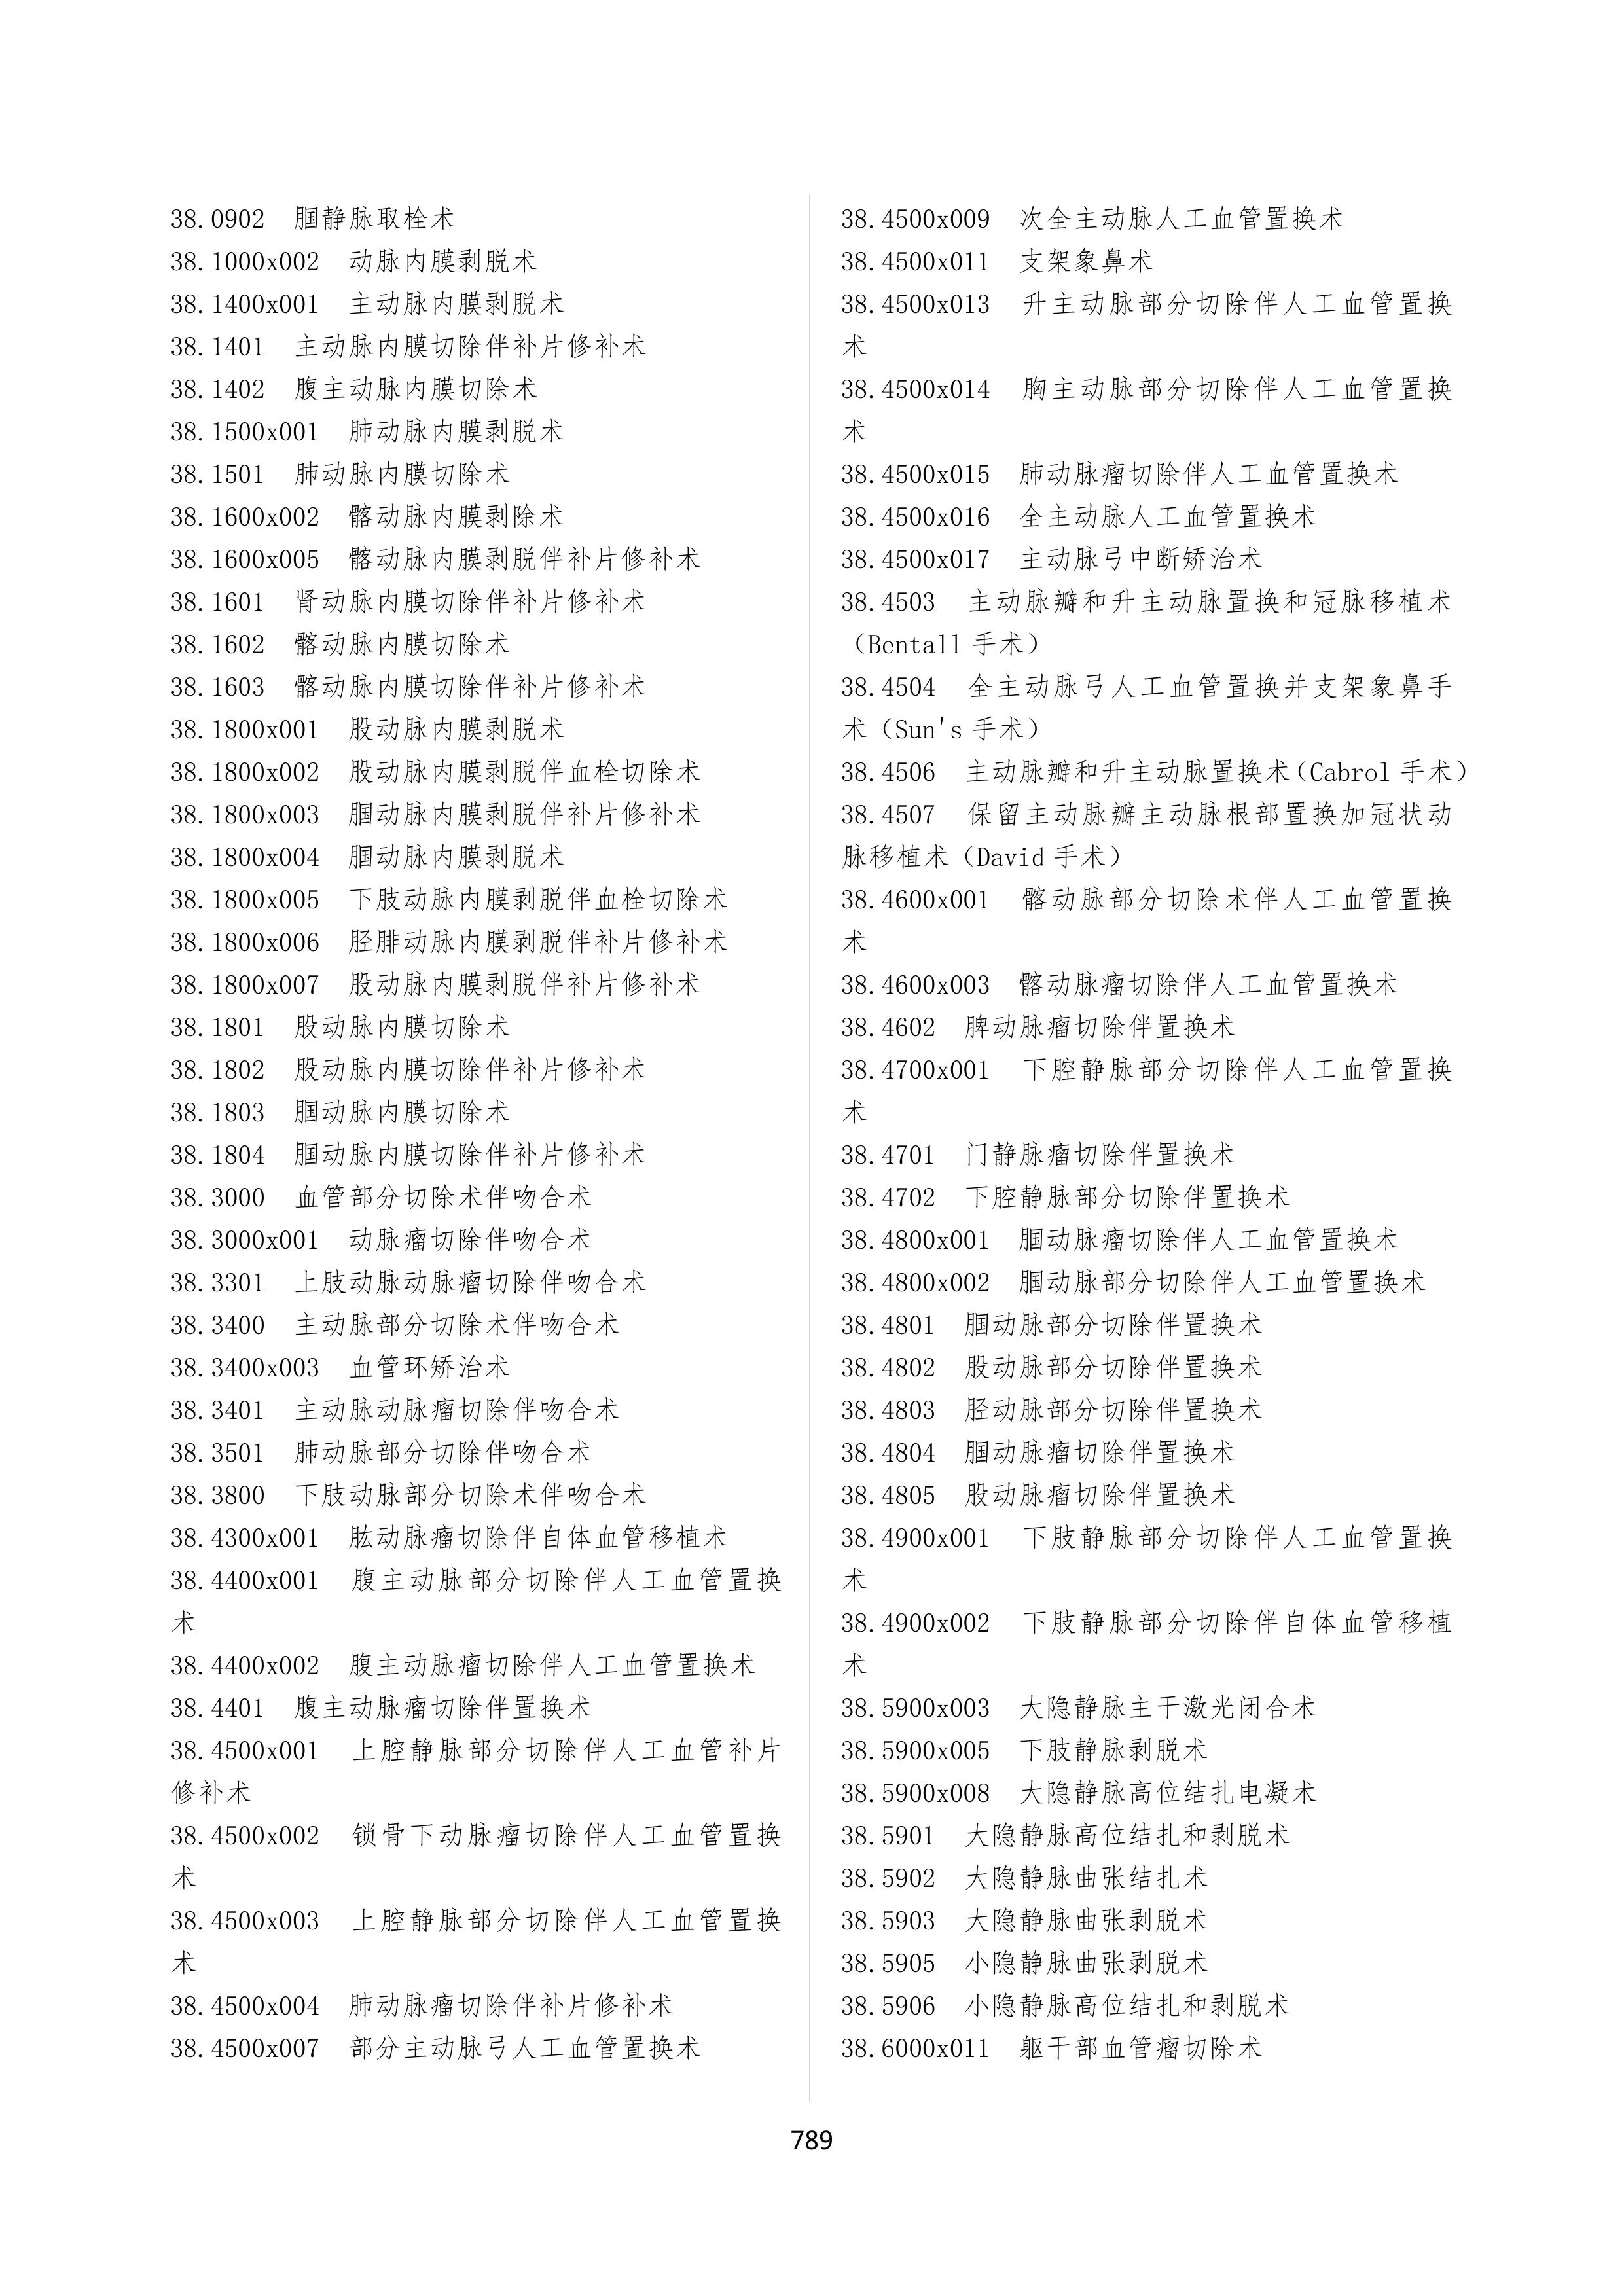 38.0902 腘静脉取栓术
38.1000x002 动脉内膜剥脱术
38.1400x001 主动脉内膜剥脱术
38.1401 主动脉内膜切除伴补片修补术
38.1402 腹主动脉内膜切除术
38.1500x001 肺动脉内膜剥脱术
38.1501 肺动脉内膜切除术
38.1600x002 髂动脉内膜剥除术
38.1600x005 髂动脉内膜剥脱伴补片修补术
38.1601 肾动脉内膜切除伴补片修补术
38.1602 髂动脉内膜切除术
38.1603 髂动脉内膜切除伴补片修补术
38.1800x001 股动脉内膜剥脱术
38.1800x002 股动脉内膜剥脱伴血栓切除术
38.1800x003 腘动脉内膜剥脱伴补片修补术
38.1800x004 腘动脉内膜剥脱术
38.1800x005 下肢动脉内膜剥脱伴血栓切除术
38.1800x006 胫腓动脉内膜剥脱伴补片修补术
38.1800x007 股动脉内膜剥脱伴补片修补术
38.1801 股动脉内膜切除术
38.1802 股动脉内膜切除伴补片修补术
38.1803 腘动脉内膜切除术
38.1804 腘动脉内膜切除伴补片修补术
38.3000 血管部分切除术伴吻合术
38.3000x001 动脉瘤切除伴吻合术
38.3301 上肢动脉动脉瘤切除伴吻合术
38.3400 主动脉部分切除术伴吻合术
38.3400x003 血管环矫治术
38.3401 主动脉动脉瘤切除伴吻合术
38.3501 肺动脉部分切除伴吻合术
38.3800 下肢动脉部分切除术伴吻合术
38.4300x001 肱动脉瘤切除伴自体血管移植术
38.4400x001 腹主动脉部分切除伴人工血管置换
术
38.4400x002 腹主动脉瘤切除伴人工血管置换术
38.4401 腹主动脉瘤切除伴置换术
38.4500x001 上腔静脉部分切除伴人工血管补片
修补术
38.4500x002 锁骨下动脉瘤切除伴人工血管置换
术
38.4500x003 上腔静脉部分切除伴人工血管置换
术
38.4500x004 肺动脉瘤切除伴补片修补术
38.4500x007 部分主动脉弓人工血管置换术
38.4500x009 次全主动脉人工血管置换术
38.4500x011 支架象鼻术
38.4500x013 升主动脉部分切除伴人工血管置换
术
38.4500x014 胸主动脉部分切除伴人工血管置换
术
38.4500x015 肺动脉瘤切除伴人工血管置换术
38.4500x016 全主动脉人工血管置换术
38.4500x017 主动脉弓中断矫治术
38.4503 主动脉瓣和升主动脉置换和冠脉移植术
（Bentall 手术）
38.4504 全主动脉弓人工血管置换并支架象鼻手
术（Sun's 手术）
38.4506 主动脉瓣和升主动脉置换术（Cabrol 手术）
38.4507 保留主动脉瓣主动脉根部置换加冠状动
脉移植术（David 手术）
38.4600x001 髂动脉部分切除术伴人工血管置换
术
38.4600x003 髂动脉瘤切除伴人工血管置换术
38.4602 脾动脉瘤切除伴置换术
38.4700x001 下腔静脉部分切除伴人工血管置换
术
38.4701 门静脉瘤切除伴置换术
38.4702 下腔静脉部分切除伴置换术
38.4800x001 腘动脉瘤切除伴人工血管置换术
38.4800x002 腘动脉部分切除伴人工血管置换术
38.4801 腘动脉部分切除伴置换术
38.4802 股动脉部分切除伴置换术
38.4803 胫动脉部分切除伴置换术
38.4804 腘动脉瘤切除伴置换术
38.4805 股动脉瘤切除伴置换术
38.4900x001 下肢静脉部分切除伴人工血管置换
术
38.4900x002 下肢静脉部分切除伴自体血管移植
术
38.5900x003 大隐静脉主干激光闭合术
38.5900x005 下肢静脉剥脱术
38.5900x008 大隐静脉高位结扎电凝术
38.5901 大隐静脉高位结扎和剥脱术
38.5902 大隐静脉曲张结扎术
38.5903 大隐静脉曲张剥脱术
38.5905 小隐静脉曲张剥脱术
38.5906 小隐静脉高位结扎和剥脱术
38.6000x011 躯干部血管瘤切除术
789